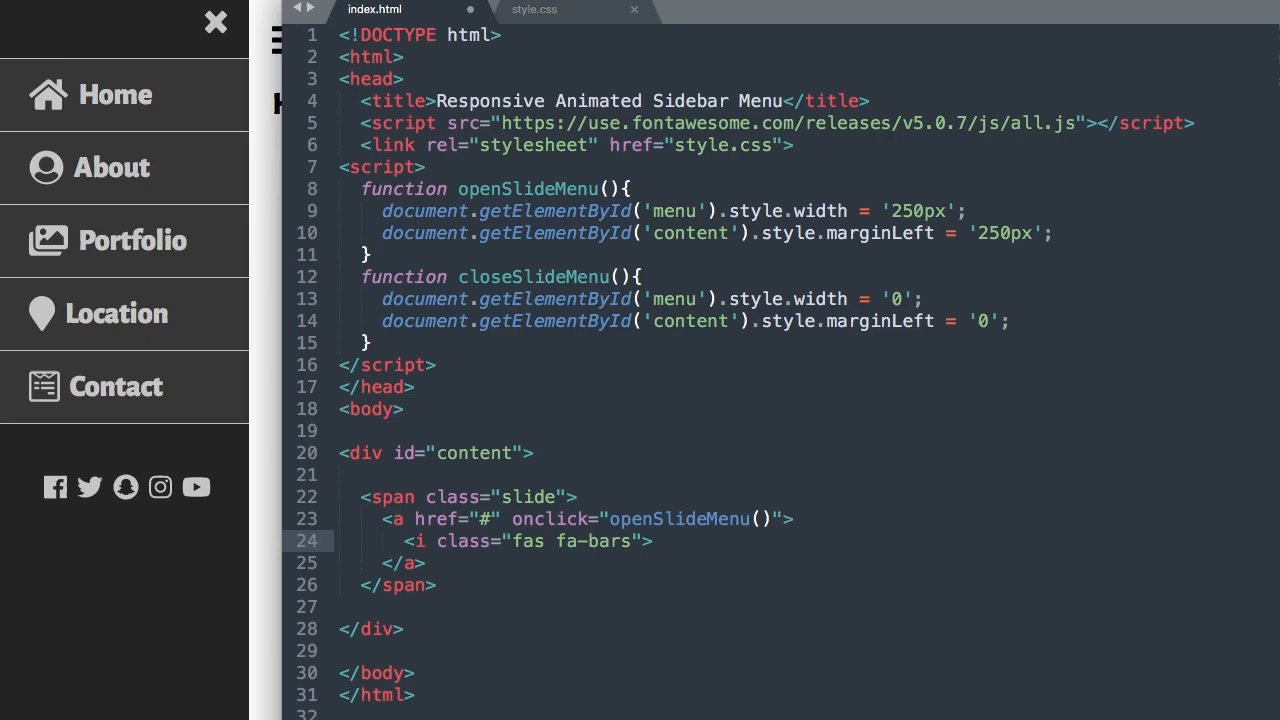 Home
About
Portfolio
Location
Contact
index.html
style.css
1 <!DOCTYPE html>
2 <html>
3 <head>
4 <title>Responsive Animated Sidebar Menu</title>
5 <script src="https://use.fontawesome.com/releases/v5.0.7/js/all.js"></script>
6 <link rel="stylesheet" href="style.css">
7 <script>
8 function openSlideMenu(){
9 document.getElementById('menu').style.width = '250px';
10 document.getElementById('content').style.marginLeft = '250px';
11 }
12 function closeSlideMenu(){
13 document.getElementById('menu').style.width = '0';
14 document.getElementById('content').style.marginLeft = '0';
15 }
16 </script>
17 </head>
18 <body>
19
20 <div id="content">
21
22 <span class="slide">
23 <a href="#" onclick="openSlideMenu()">
24 <i class="fas fa-bars">
25 </a>
26 </span>
27
28 </div>
29
30 </body>
31 </html>
32